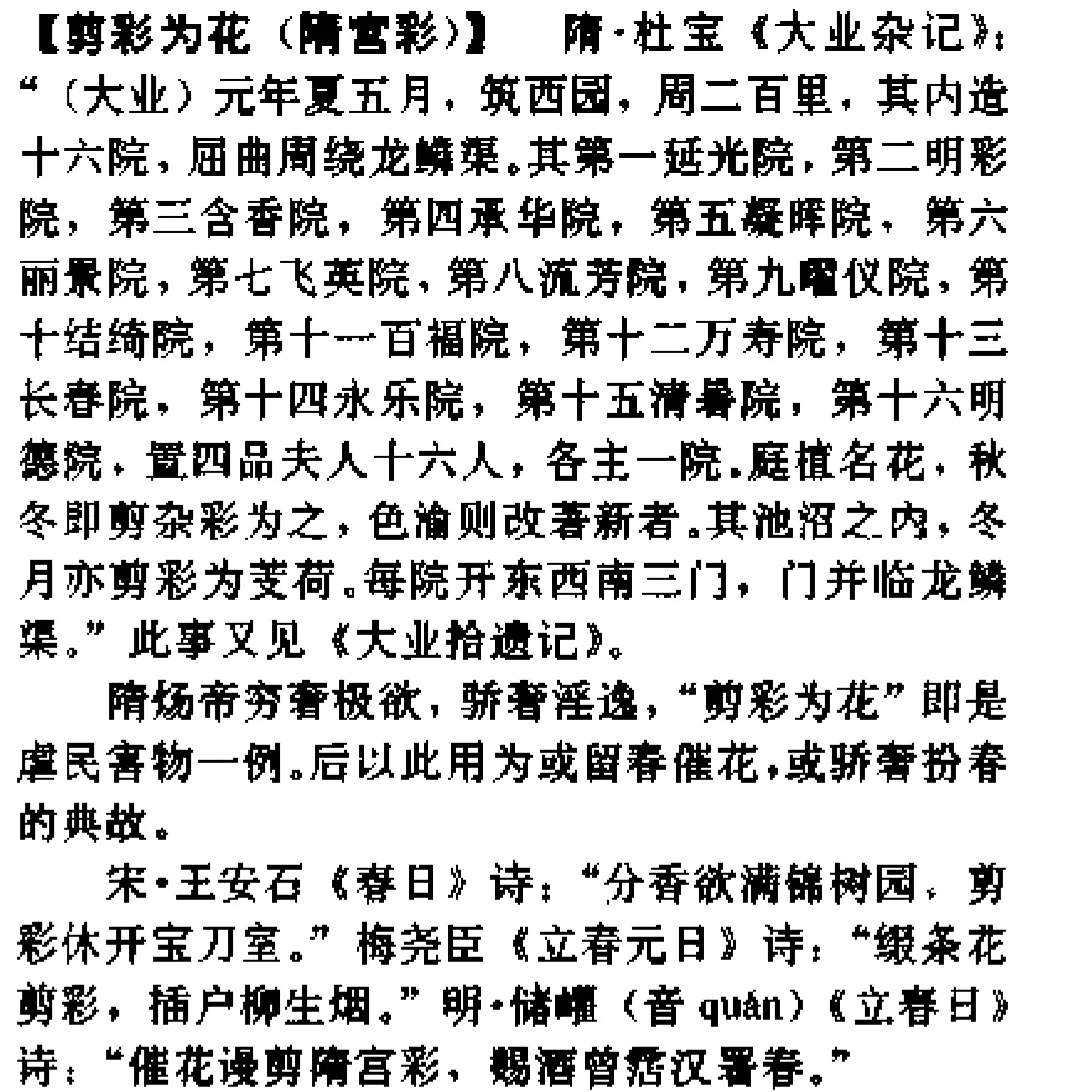 【剪彩为花（隋宫彩）】 隋·杜宝《大业杂记》：
“（大业）元年夏五月，筑西园，周二百里，其内造
十六院，屈曲周绕龙鳞渠。其第一延光院，第二明彩
院，第三含香院，第四承华院，第五凝晖院，第六
丽景院，第七飞英院，第八流芳院，第九曜仪院，第
十结绮院，第十一百福院，第十二万寿院，第十三
长春院，第十四永乐院，第十五清暑院，第十六明
德院，置四品夫人十六人，各主一院。庭植名花，秋
冬即剪杂彩为之，色渝则改著新者。其池沼之内，冬
月亦剪彩为芰荷。每院开东西南三门，门并临龙鳞
渠。”此事又见《大业拾遗记》。
隋炀帝穷奢极欲，骄奢淫逸，“剪彩为花”即是
虐民害物一例。后以此用为或留春催花，或骄奢扮春
的典故。
宋·王安石《春日》诗：“分香欲满锦树园，剪
彩休开宝刀室。”梅尧臣《立春元日》诗：“缀条花
剪彩，插户柳生烟。”明·储巏（音quán）《立春日》
诗：“催花谩剪隋宫彩，赐酒曾霑汉署春。”